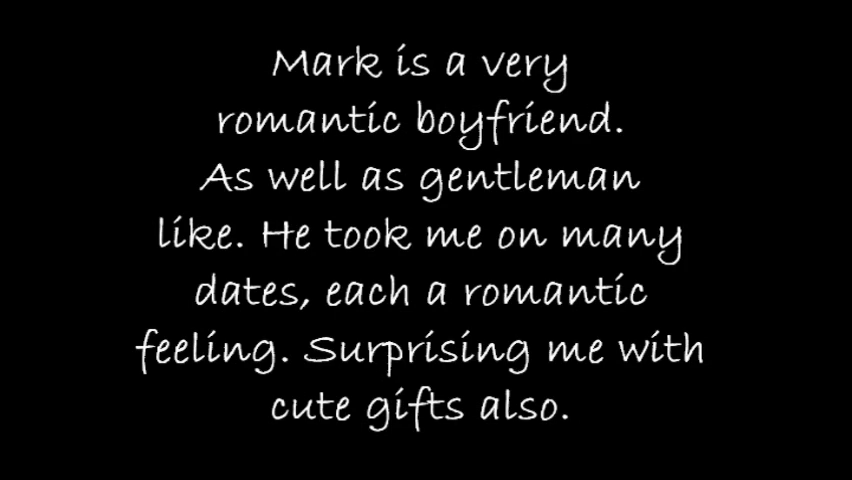 Mark is a very
romantic boyfriend.
As well as gentleman
like. He took me on many
dates, each a romantic
feeling. Surprising me with
cute gifts also.